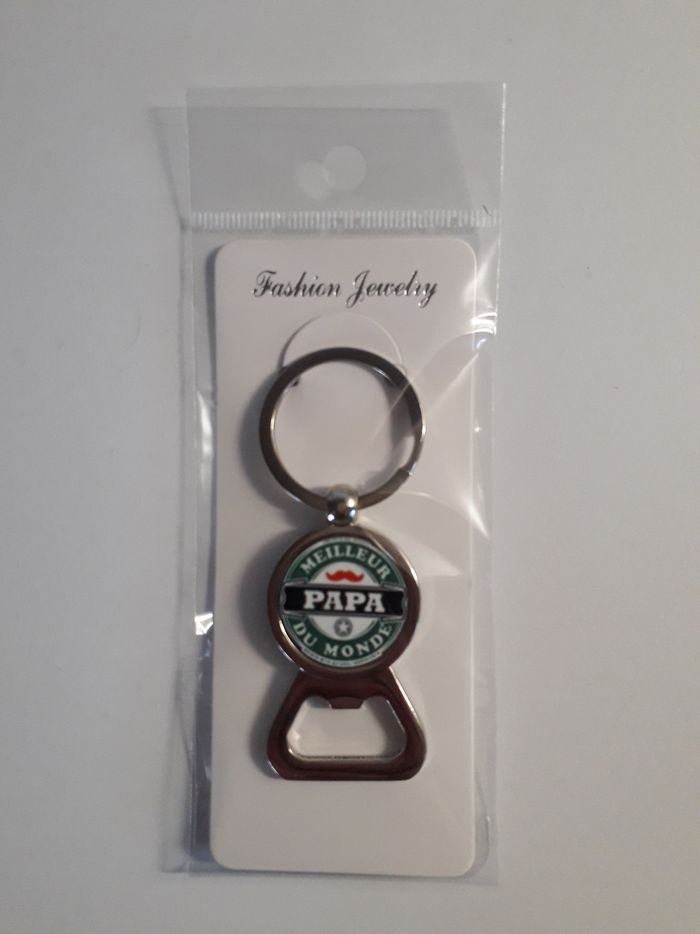 Fashion Jewelry
MEILLEUR
PAPA
DU MONDE